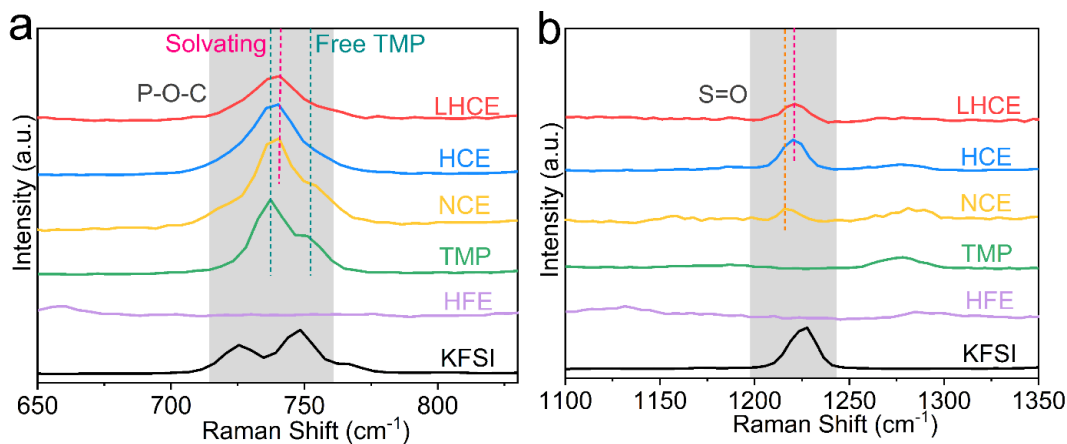 a
Solvating
Free TMP
P-O-C
LHCE
HCE
NCE
TMP
HFE
KFSI
Intensity (a.u.)
650 700 750 800
Raman Shift (cm⁻¹)
b
S=O
LHCE
HCE
NCE
TMP
HFE
KFSI
Intensity (a.u.)
1100 1150 1200 1250 1300 1350
Raman Shift (cm⁻¹)